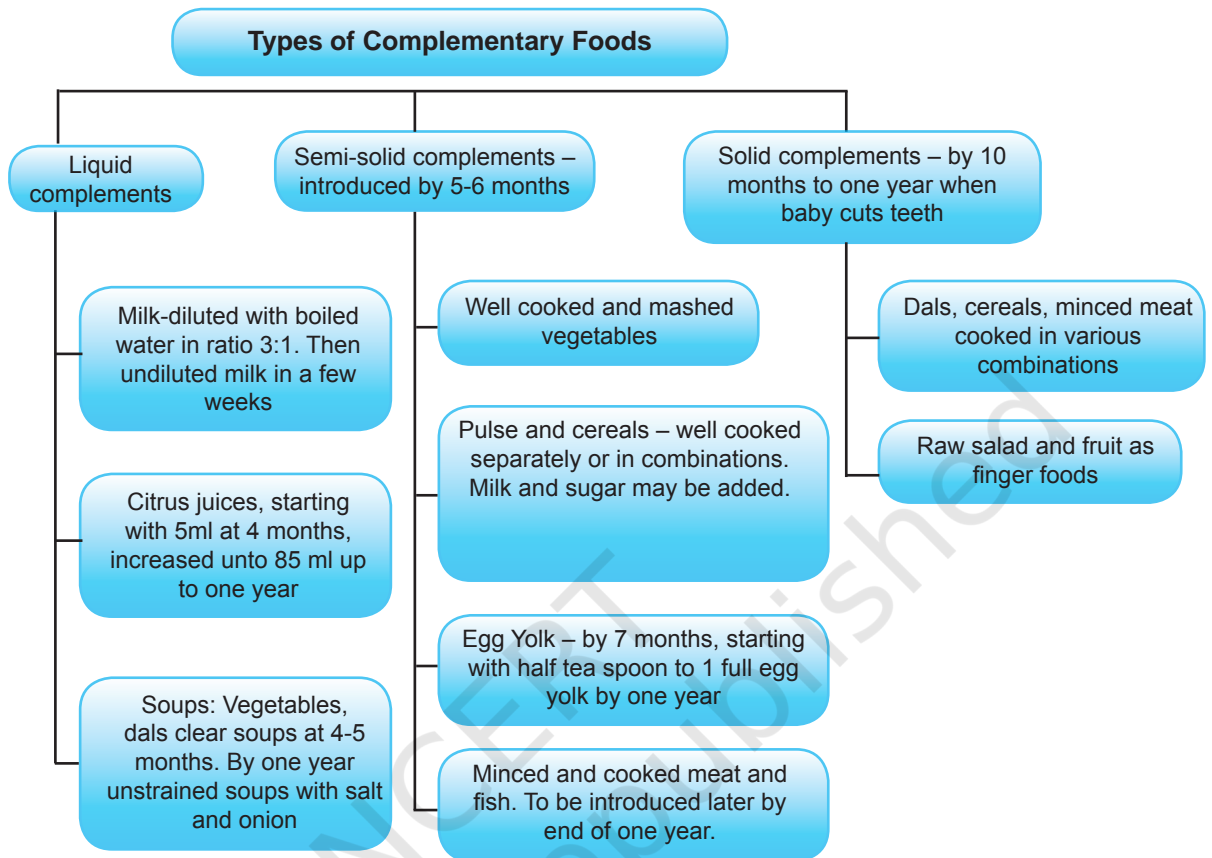 Types of Complementary Foods
Liquid
complements
Milk-diluted with boiled
water in ratio 3:1. Then
undiluted milk in a few
weeks
Citrus juices, starting
with 5ml at 4 months,
increased unto 85 ml up
to one year
Soups: Vegetables,
dals clear soups at 4-5
months. By one year
unstrained soups with salt
and onion
Semi-solid complements –
introduced by 5-6 months
Well cooked and mashed
vegetables
Pulse and cereals – well cooked
separately or in combinations.
Milk and sugar may be added.
Egg Yolk – by 7 months, starting
with half tea spoon to 1 full egg
yolk by one year
Minced and cooked meat and
fish. To be introduced later by
end of one year.
Solid complements – by 10
months to one year when
baby cuts teeth
Dals, cereals, minced meat
cooked in various
combinations
Raw salad and fruit as
finger foods
NCERT